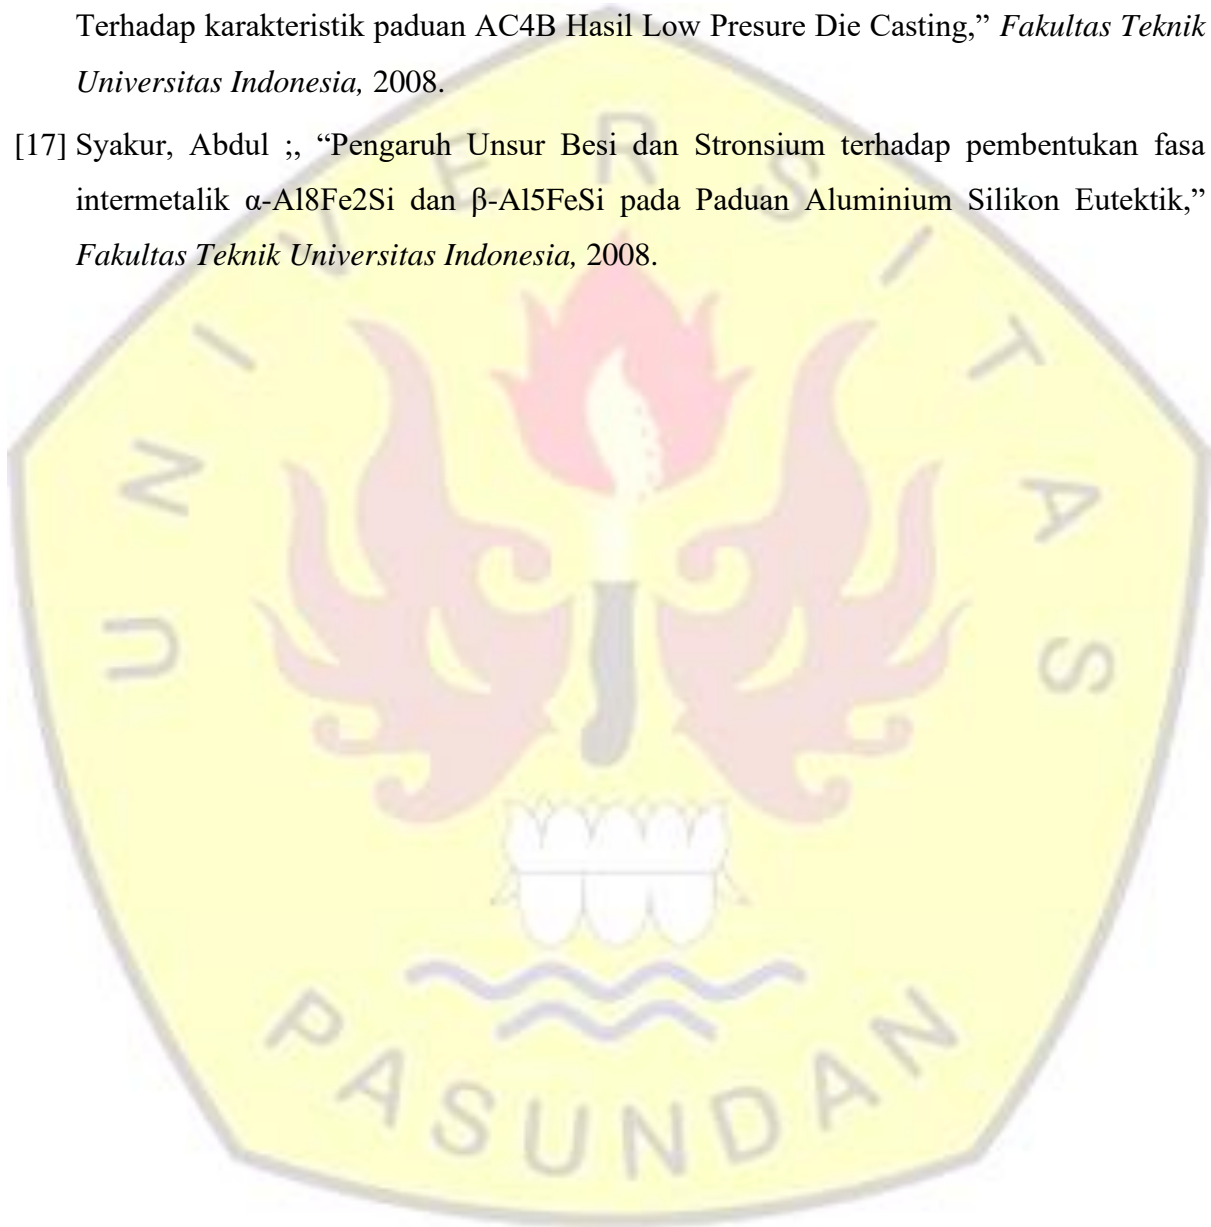 Terhadap karakteristik paduan AC4B Hasil Low Presure Die Casting,” Fakultas Teknik
Universitas Indonesia, 2008.
[17] Syakur, Abdul ;, “Pengaruh Unsur Besi dan Stronsium terhadap pembentukan fasa
intermetalik α-Al8Fe2Si dan β-Al5FeSi pada Paduan Aluminium Silikon Eutektik,”
Fakultas Teknik Universitas Indonesia, 2008.
UNIVERSITAS
PASUNDAN